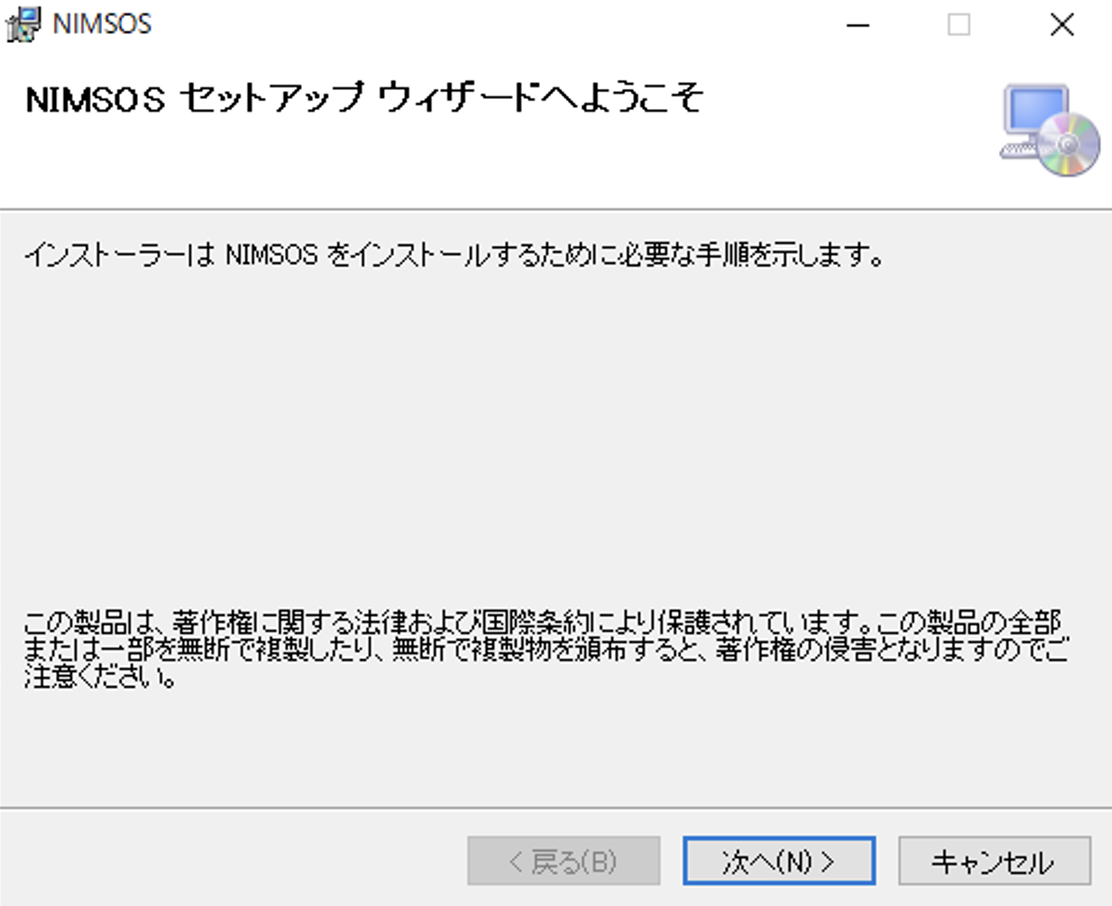 NIMSOS
NIMSOS セットアップ ウィザードへようこそ
インストーラーは NIMSOS をインストールするために必要な手順を示します。
この製品は、著作権に関する法律および国際条約により保護されています。この製品の全部
または一部を無断で複製したり、無断で複製物を頒布すると、著作権の侵害となりますのでご
注意ください。
< 戻る(B)
次へ(N) >
キャンセル